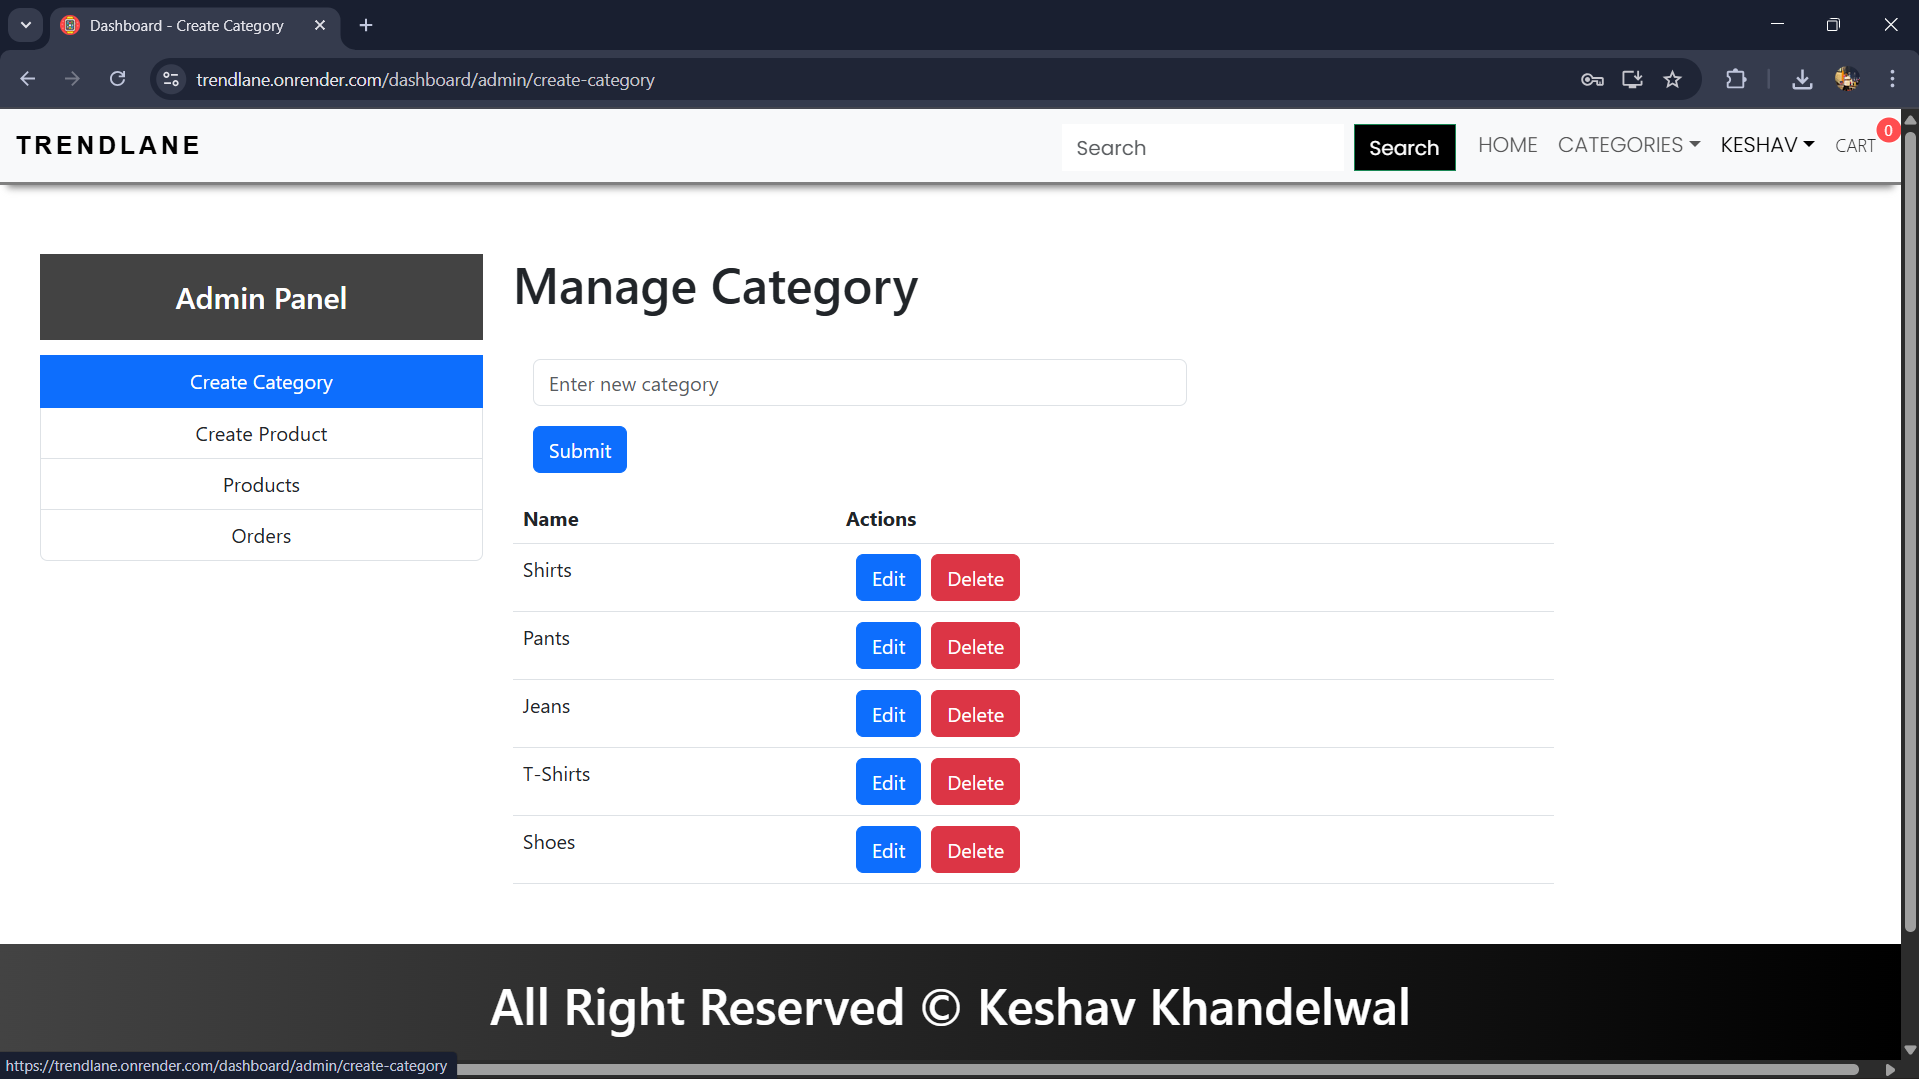 Dashboard - Create Category
trendlane.onrender.com/dashboard/admin/create-category
TRENDLANE
Search
Search
HOME
CATEGORIES
KESHAV
CART
0
Admin Panel
Create Category
Create Product
Products
Orders
Manage Category
Enter new category
Submit
Name Actions
Shirts Edit Delete
Pants Edit Delete
Jeans Edit Delete
T-Shirts Edit Delete
Shoes Edit Delete
All Right Reserved © Keshav Khandelwal
https://trendlane.onrender.com/dashboard/admin/create-category